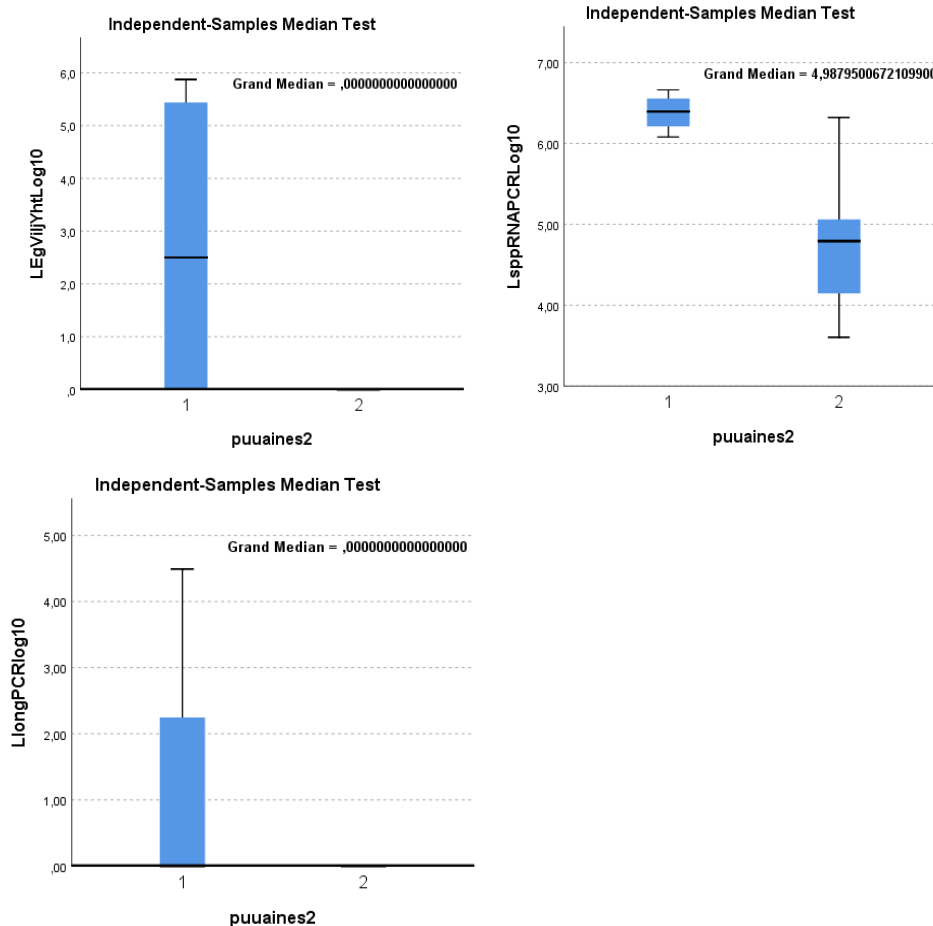 Independent-Samples Median Test
Grand Median = ,0000000000000000
LEgViljYhtLog10
6,0
5,0
4,0
3,0
2,0
1,0
,0
1 2
puuaines2
Independent-Samples Median Test
Grand Median = 4,9879500672109900
LsppRNAPCRLog10
7,00
6,00
5,00
4,00
3,00
1 2
puuaines2
Independent-Samples Median Test
Grand Median = ,0000000000000000
LlongPCRlog10
5,00
4,00
3,00
2,00
1,00
,00
1 2
puuaines2